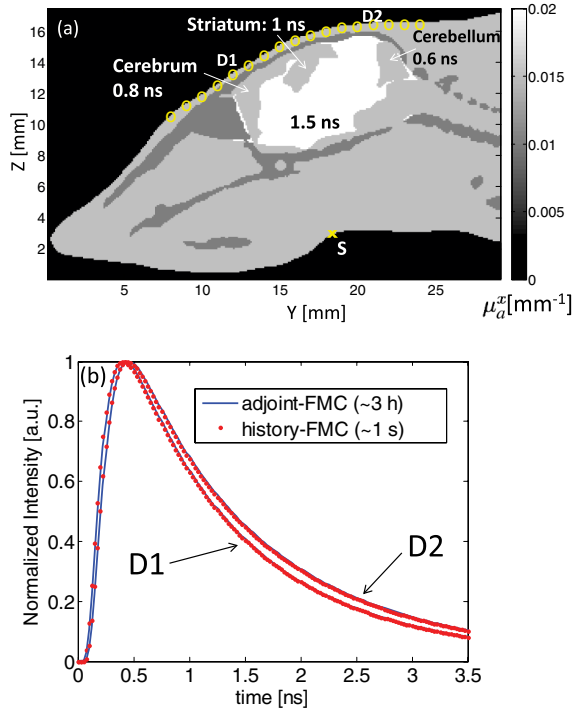 (a)
D2
Striatum: 1 ns
D1
Cerebellum
0.6 ns
Cerebrum
0.8 ns
1.5 ns
S
16
14
12
10
8
6
4
2
Z [mm]
5 10 15 20 25
Y [mm]
0.02
0.015
0.01
0.005
0
μₐˣ[mm⁻¹]
(b)
adjoint-FMC (~3 h)
history-FMC (~1 s)
D1
D2
1
0.8
0.6
0.4
0.2
0
Normalized Intensity [a.u.]
0 0.5 1 1.5 2 2.5 3 3.5
time [ns]